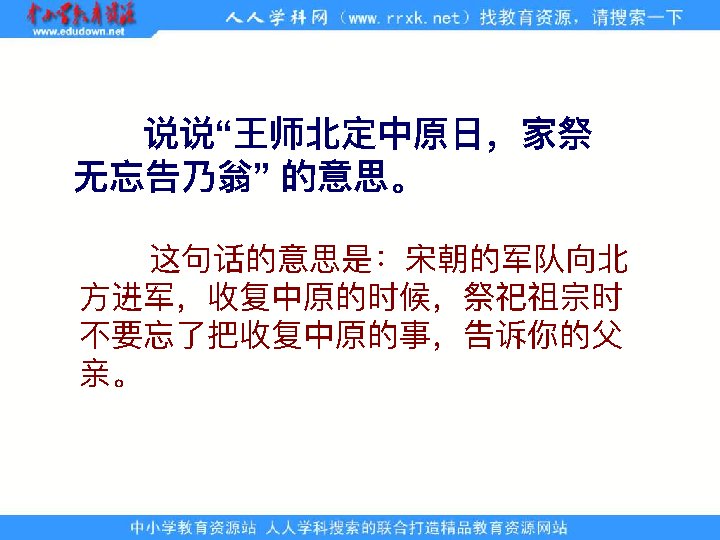 中小学教育资源
www.edudown.net
人人学科网（www.rrxk.net）找教育资源，请搜索一下
说说“王师北定中原日，家祭
无忘告乃翁” 的意思。
这句话的意思是：宋朝的军队向北
方进军，收复中原的时候，祭祀祖宗时
不要忘了把收复中原的事，告诉你的父
亲。
中小学教育资源站 人人学科搜索的联合打造精品教育资源网站